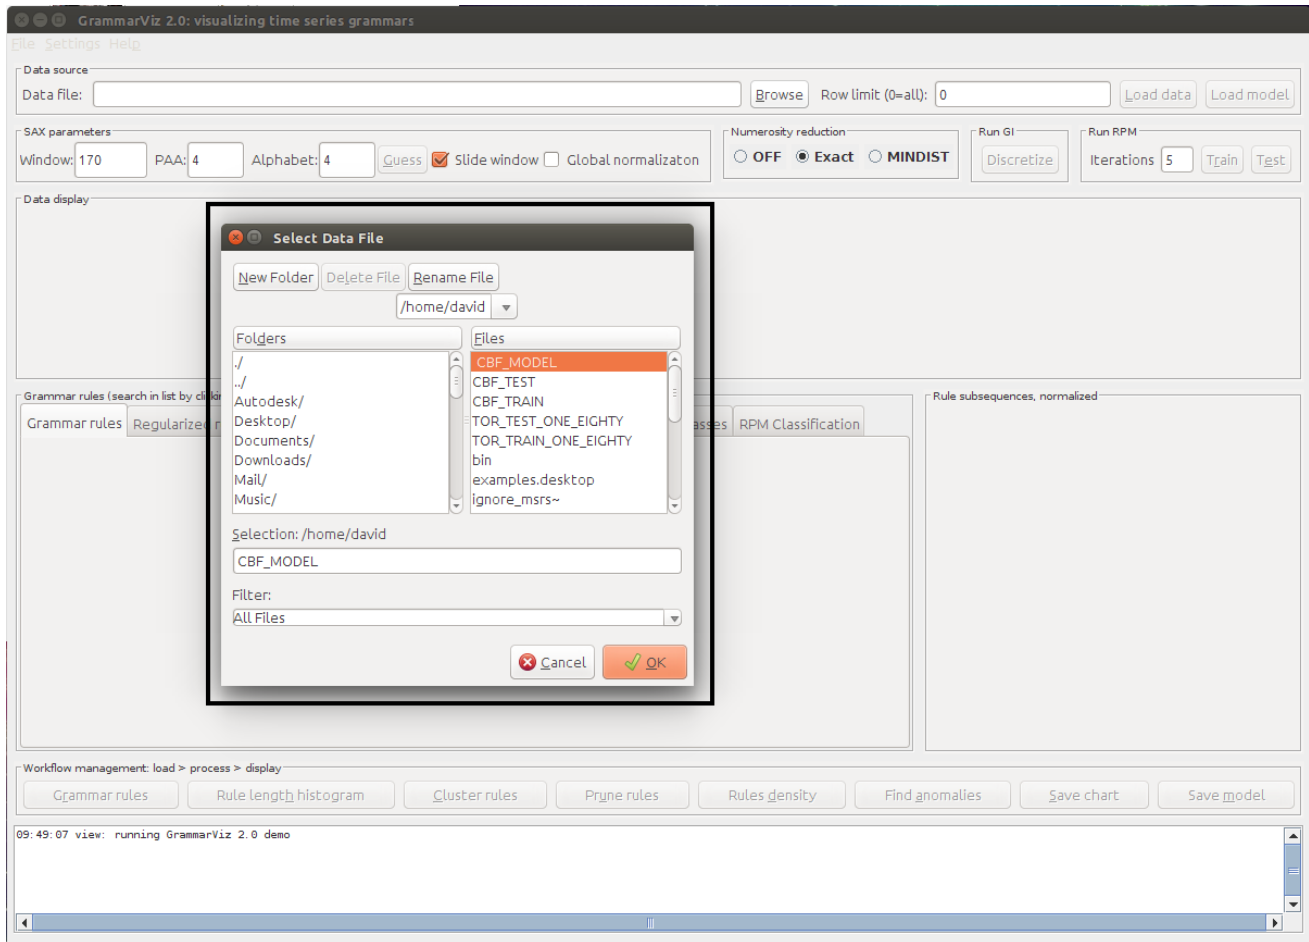 GrammarViz 2.0: visualizing time series grammars
File Settings Help
Data source
Data file: Browse Row limit (0=all): 0 Load data Load model
SAX parameters Numerosity reduction Run GI Run RPM
Window: 170 PAA: 4 Alphabet: 4 Guess Slide window Global normalizaton OFF Exact MINDIST Discretize Iterations 5 Train Test
Data display
Select Data File
New Folder Delete File Rename File
/home/david
Folders Files
./ CBF_MODEL
../ CBF_TEST
Autodesk/ CBF_TRAIN
Desktop/ TOR_TEST_ONE_EIGHTY
Documents/ TOR_TRAIN_ONE_EIGHTY
Downloads/ bin
Mail/ examples.desktop
Music/ ignore_msrs~
Selection: /home/david
CBF_MODEL
Filter:
All Files
Cancel OK
Grammar rules (search in list by Rule subsequences, normalized
Grammar rules Regularized RPM Classification
Workflow management: load > process > display
Grammar rules Rule length histogram Cluster rules Prune rules Rules density Find anomalies Save chart Save model
09:49:07 view: running GrammarViz 2.0 demo